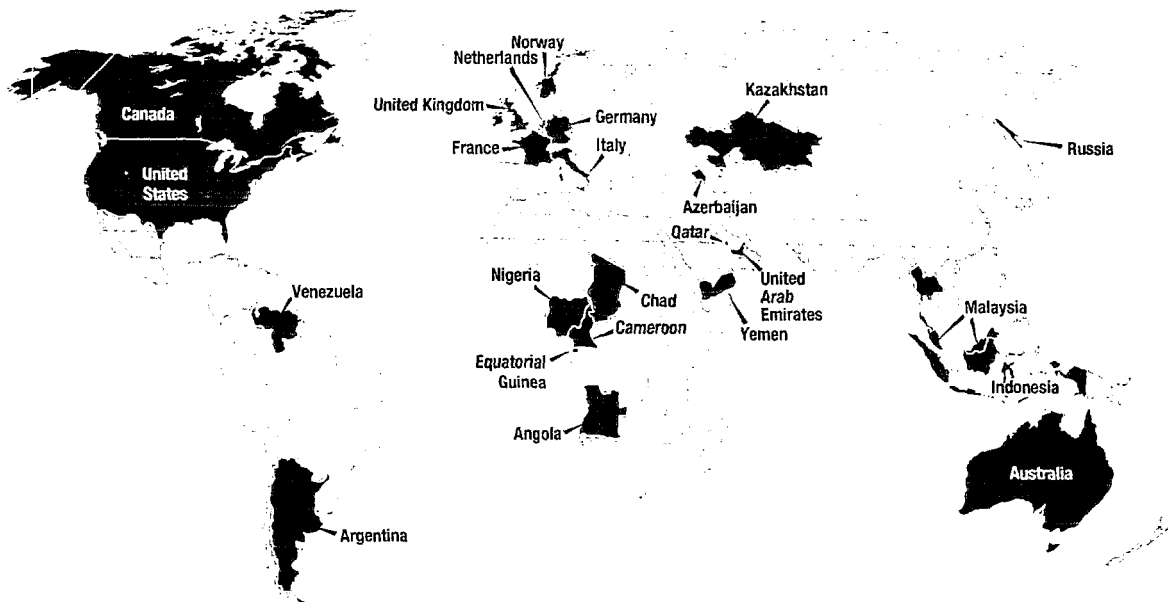 Norway
Netherlands
Kazakhstan
Canada
United Kingdom
Germany
France
Italy
Russia
United
States
Azerbaijan
Qatar
Nigeria
United
Arab
Emirates
Venezuela
Chad
Malaysia
Cameroon
Yemen
Equatorial
Guinea
Indonesia
Angola
Australia
Argentina